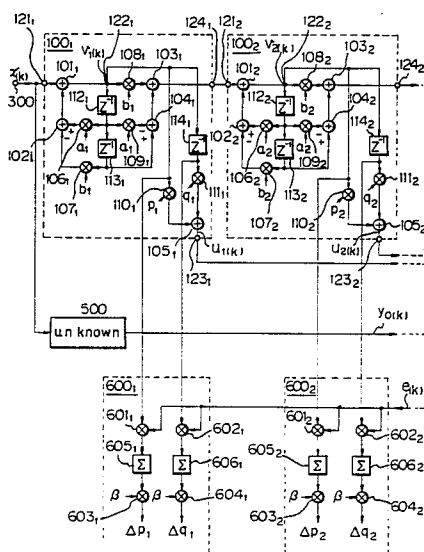 121₁ V₁(k) 122₁ 124₁ 121₂ V₂(k) 122₂
100₁ 108₁ 103₁ 100₂ 108₂ 103₂
101₁ 101₂ 124₂
300 112₁ Z⁻¹ b₁ 112₂ Z⁻¹ b₂
104₁ 104₂
114₁ 114₂
102₁ a₁ Z⁻¹ a₁ Z⁻¹ 102₂ a₂ Z⁻¹ a₂ Z⁻¹
106₁ 109₁ 106₂ 109₂
b₁ 113₁ 111₁ b₂ 113₂ 111₂
107₁ q₁ 107₂ q₂
110₁ p₁ 110₂ p₂
105₁ u₁(k) u₂(k) 105₂
123₁ 123₂
500
un known
y₀(k)
600₁ 600₂ e(k)
601₁ 602₁ 601₂ 602₂
605₁ Σ 606₁ Σ 605₂ Σ 606₂ Σ
β β β β
603₁ 604₁ 603₂ 604₂
Δp₁ Δq₁ Δp₂ Δq₂